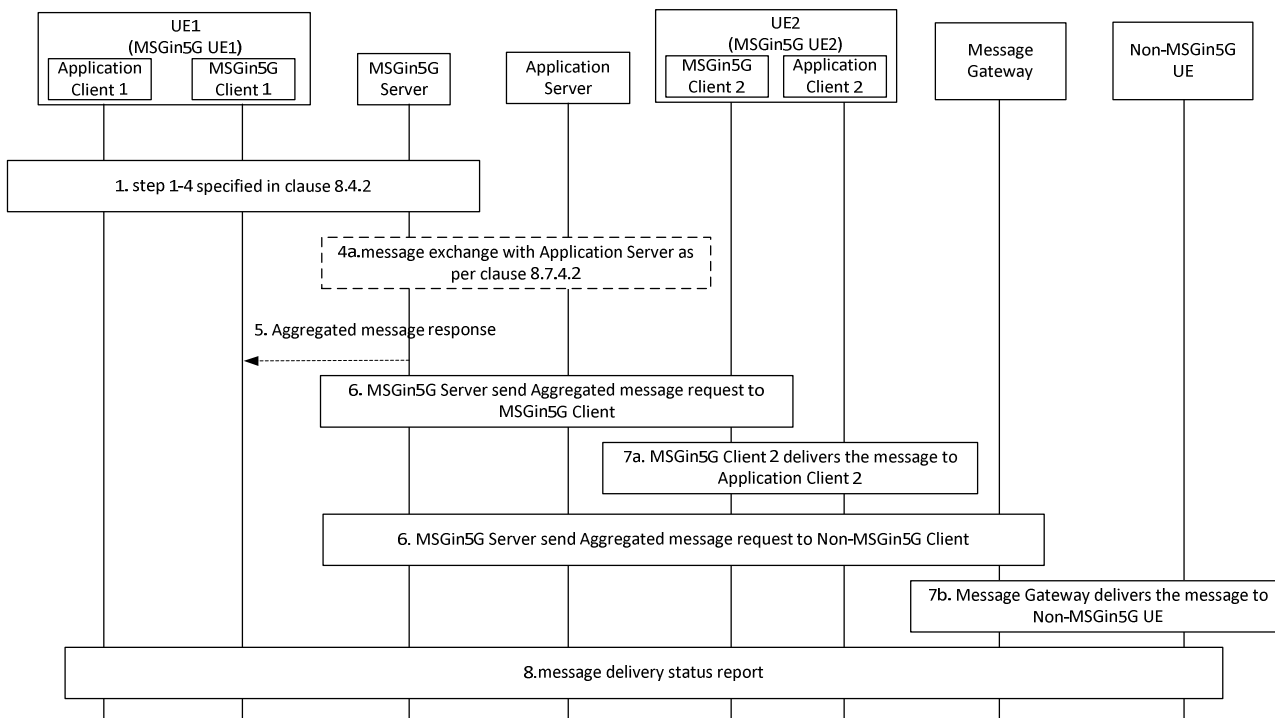 UE1
(MSGin5G UE1)
Application
Client 1
MSGin5G
Client 1
MSGin5G
Server
Application
Server
UE2
(MSGin5G UE2)
MSGin5G
Client 2
Application
Client 2
Message
Gateway
Non-MSGin5G
UE
1. step 1-4 specified in clause 8.4.2
4a.message exchange with Application Server as
per clause 8.7.4.2
5. Aggregated message response
6. MSGin5G Server send Aggregated message request to
MSGin5G Client
7a. MSGin5G Client 2 delivers the message to
Application Client 2
6. MSGin5G Server send Aggregated message request to Non-MSGin5G Client
7b. Message Gateway delivers the message to
Non-MSGin5G UE
8.message delivery status report